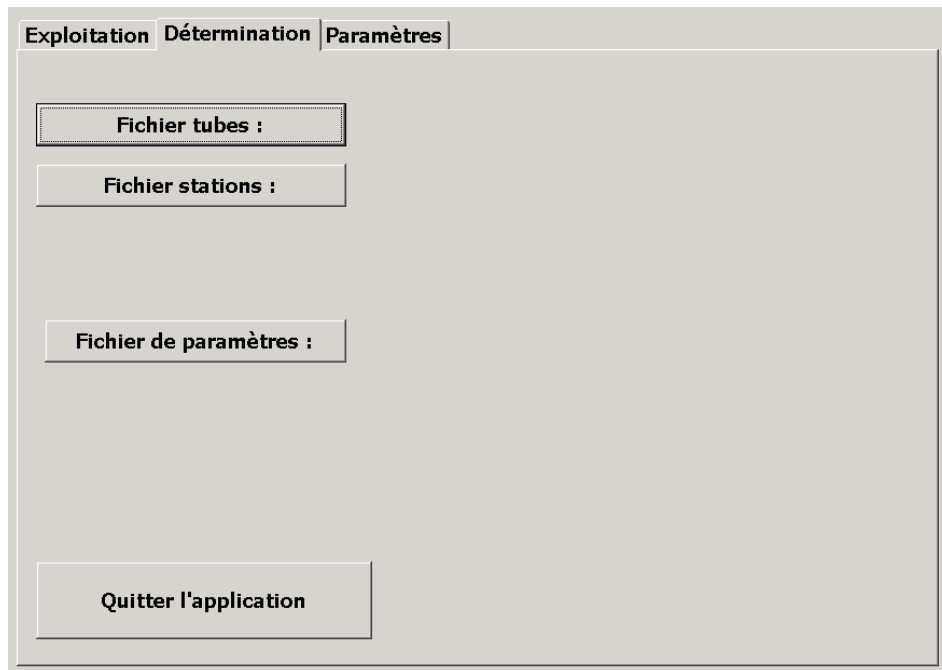 Exploitation Détermination Paramètres
Fichier tubes :
Fichier stations :
Fichier de paramètres :
Quitter l'application